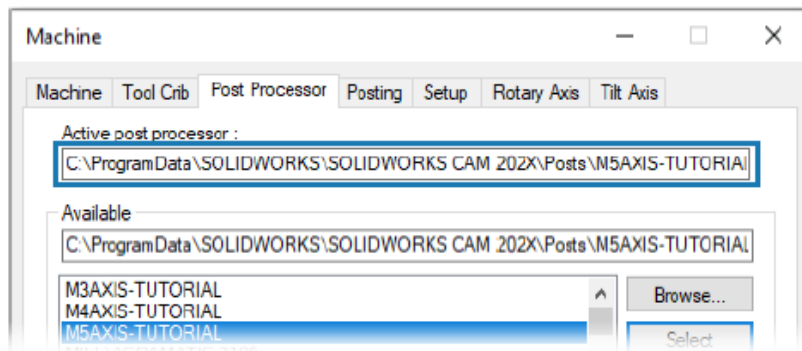 Machine
Machine Tool Crib Post Processor Posting Setup Rotary Axis Tilt Axis
Active post processor :
C:\ProgramData\SOLIDWORKS\SOLIDWORKS CAM 202X\Posts\M5AXIS-TUTORIAL
Available
C:\ProgramData\SOLIDWORKS\SOLIDWORKS CAM 202X\Posts\M5AXIS-TUTORIAL
M3AXIS-TUTORIAL
Browse...
M4AXIS-TUTORIAL
M5AXIS-TUTORIAL
Select